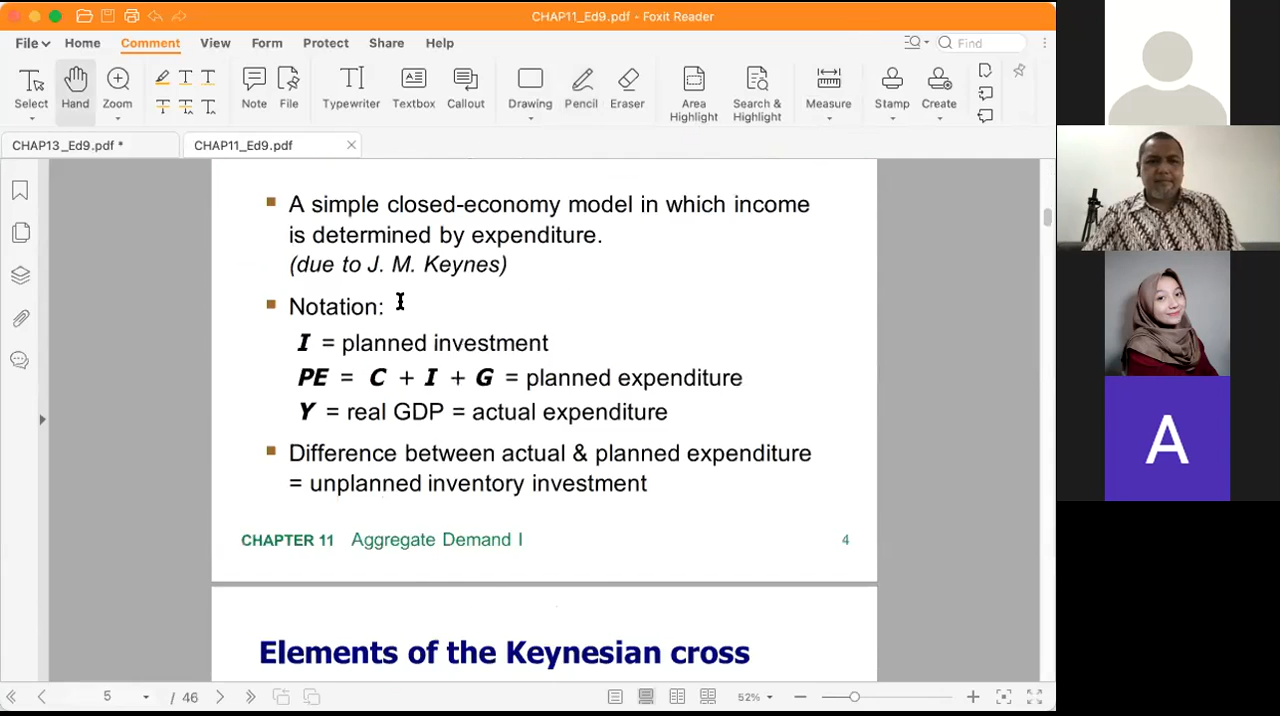 CHAP11_Ed9.pdf - Foxit Reader
File Home Comment View Form Protect Share Help Find
Select Hand Zoom Note File Typewriter Textbox Callout Drawing Pencil Eraser Area Highlight Search & Highlight Measure Stamp Create
CHAP13_Ed9.pdf * CHAP11_Ed9.pdf
A simple closed-economy model in which income
is determined by expenditure.
(due to J. M. Keynes)
Notation:
I = planned investment
PE = C + I + G = planned expenditure
Y = real GDP = actual expenditure
Difference between actual & planned expenditure
= unplanned inventory investment
CHAPTER 11 Aggregate Demand I 4
Elements of the Keynesian cross
5 / 46 52%
A